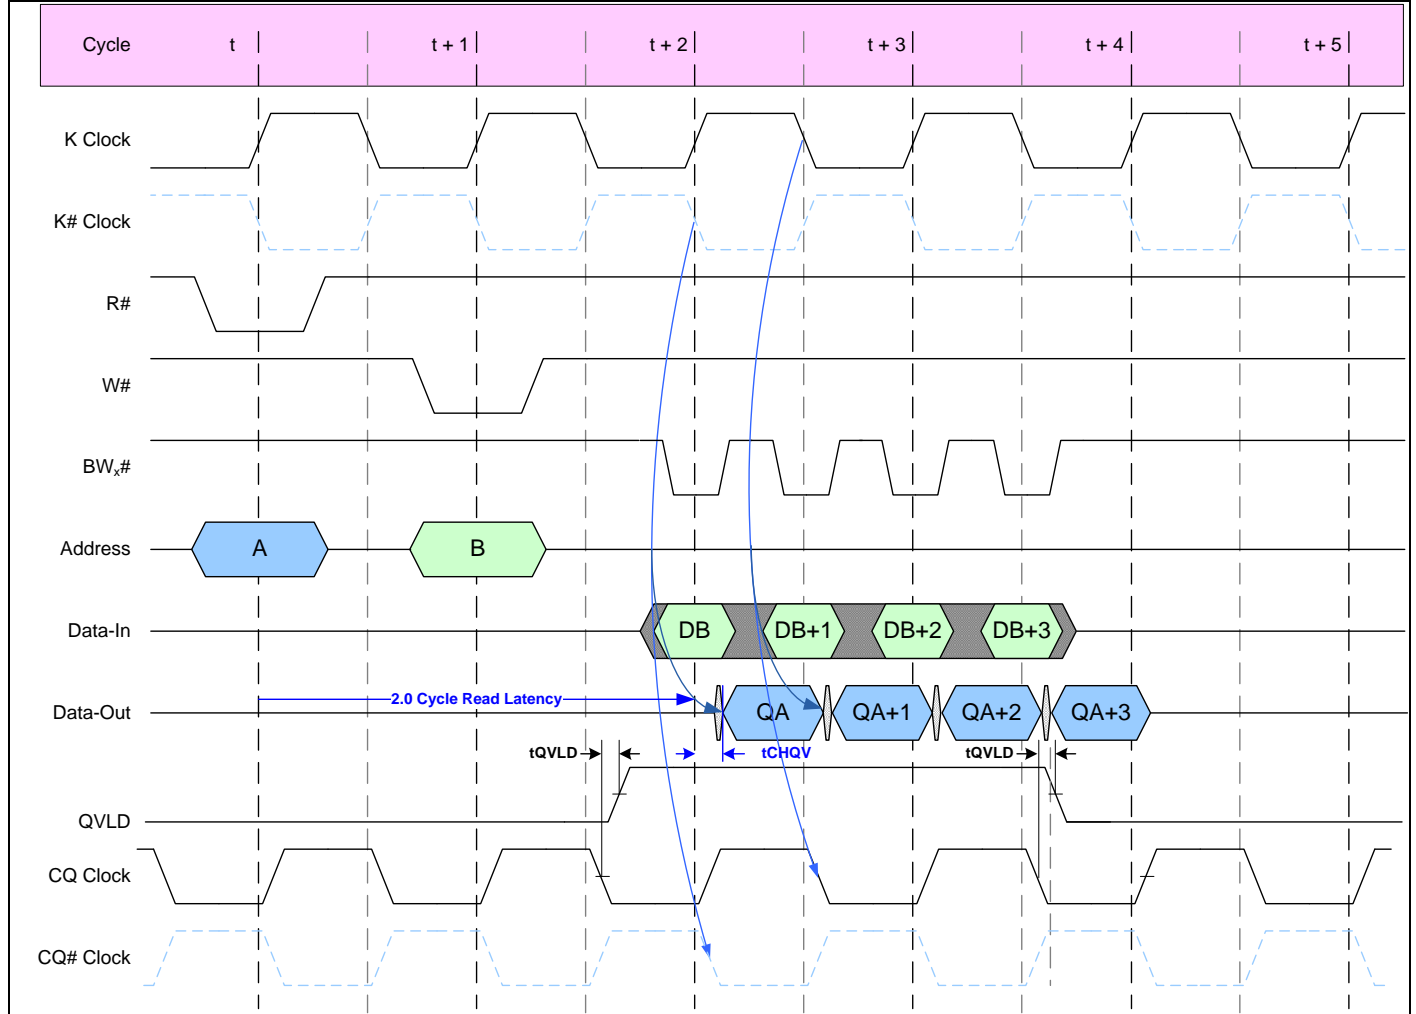 Cycle t t + 1 t + 2 t + 3 t + 4 t + 5
K Clock
K# Clock
R#
W#
BWx#
Address A B
Data-In DB DB+1 DB+2 DB+3
2.0 Cycle Read Latency
Data-Out QA QA+1 QA+2 QA+3
tQVLD tCHQV tQVLD
QVLD
CQ Clock
CQ# Clock